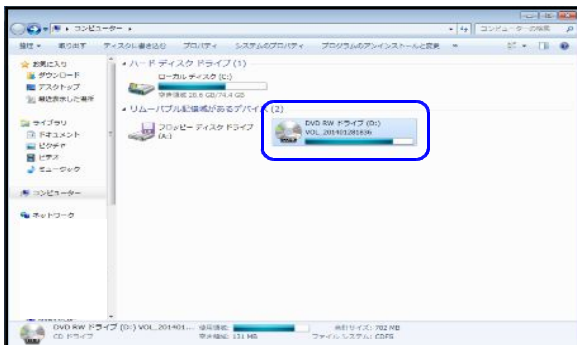 コンピューター
コンピューターの検索
整理
取り出す
ディスクに書き込む
プロパティ
システムのプロパティ
プログラムのアンインストールと変更
お気に入り
ダウンロード
デスクトップ
最近表示した場所
ライブラリ
ドキュメント
ピクチャ
ビデオ
ミュージック
コンピューター
ネットワーク
ハード ディスク ドライブ (1)
ローカル ディスク (C:)
リムーバブル記憶域があるデバイス (2)
フロッピー ディスク ドライブ
(A:)
DVD RW ドライブ (D:)
VOL_201401281836
DVD RW ドライブ (D:) VOL_201401...
使用領域:
合計サイズ: 702 MB
CD ドライブ
空き領域: 131 MB
ファイル システム: CDFS